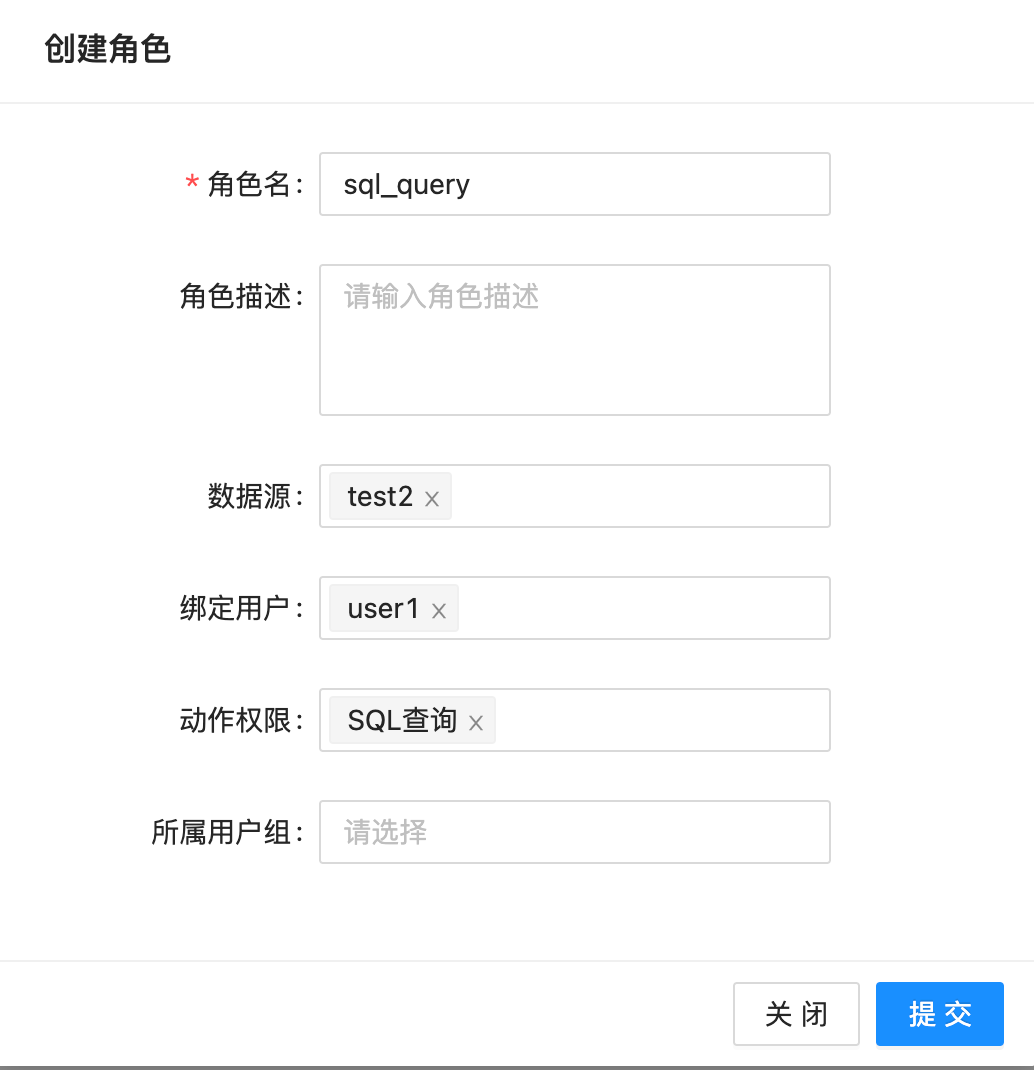 创建角色
* 角色名: sql_query
角色描述: 请输入角色描述
数据源: test2 x
绑定用户: user1 x
动作权限: SQL查询 x
所属用户组: 请选择
关 闭 提 交